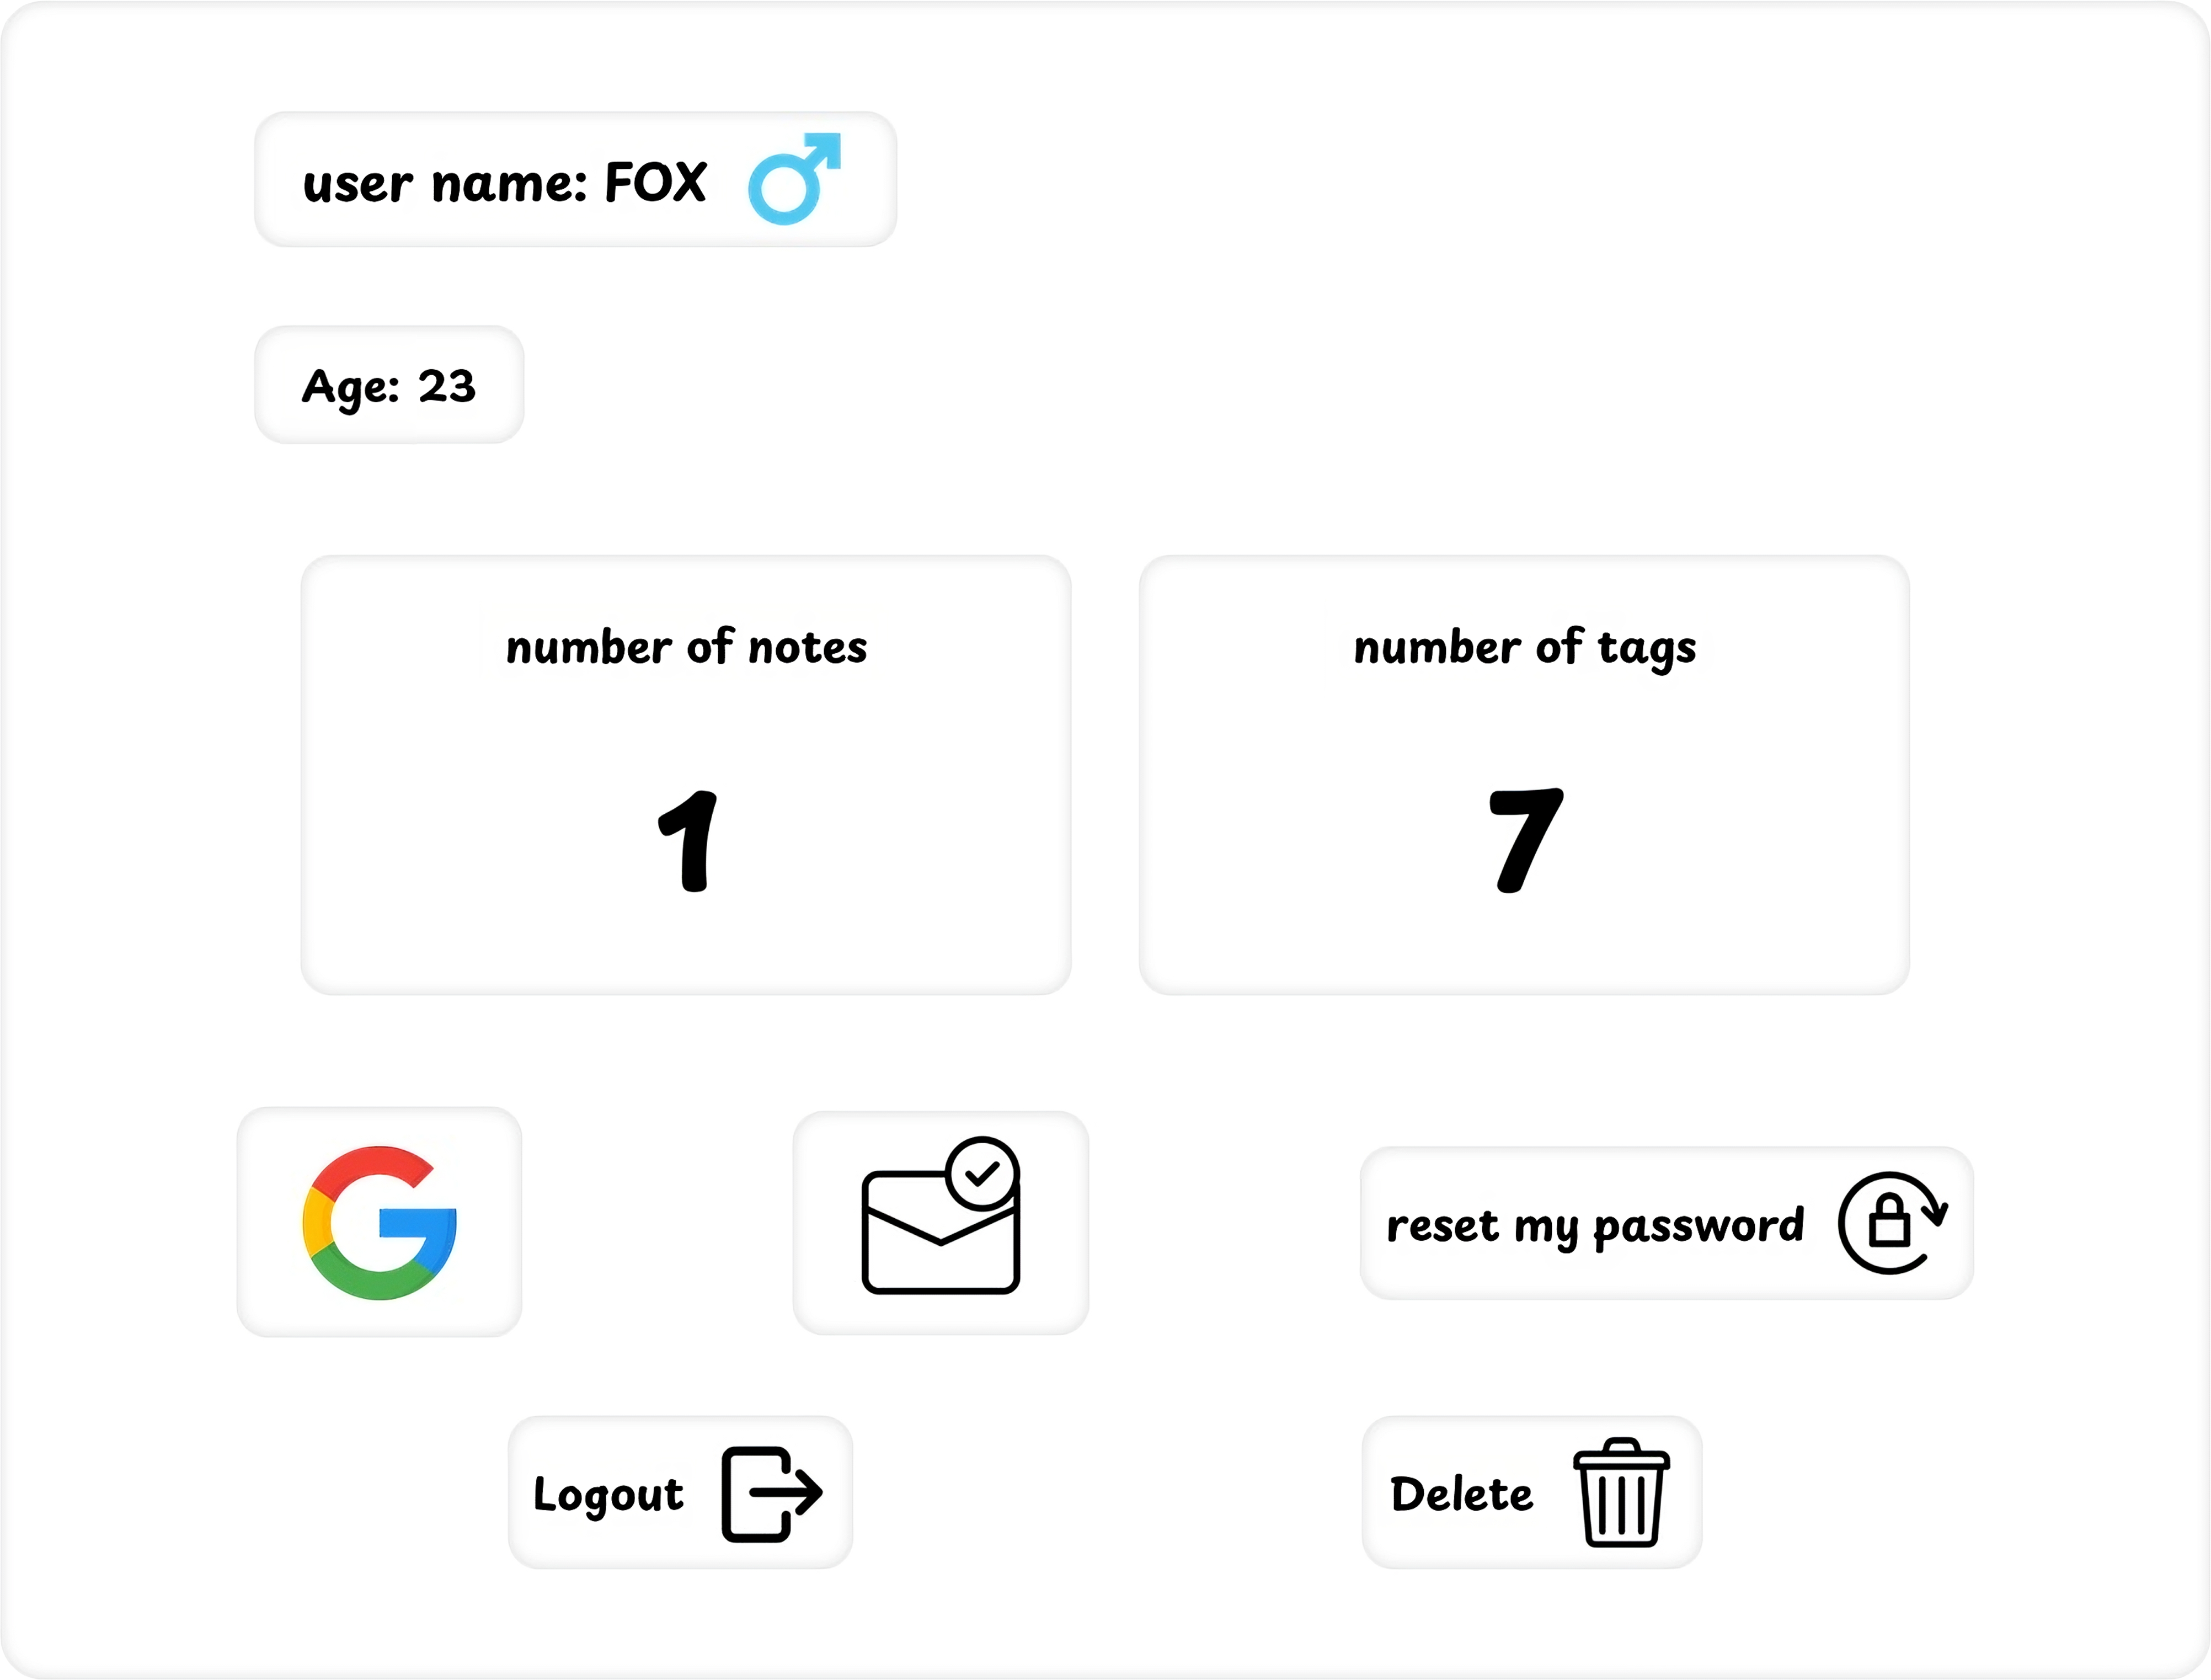 user name: FOX
Age: 23
number of notes
number of tags
1
7
reset my password
Logout
Delete